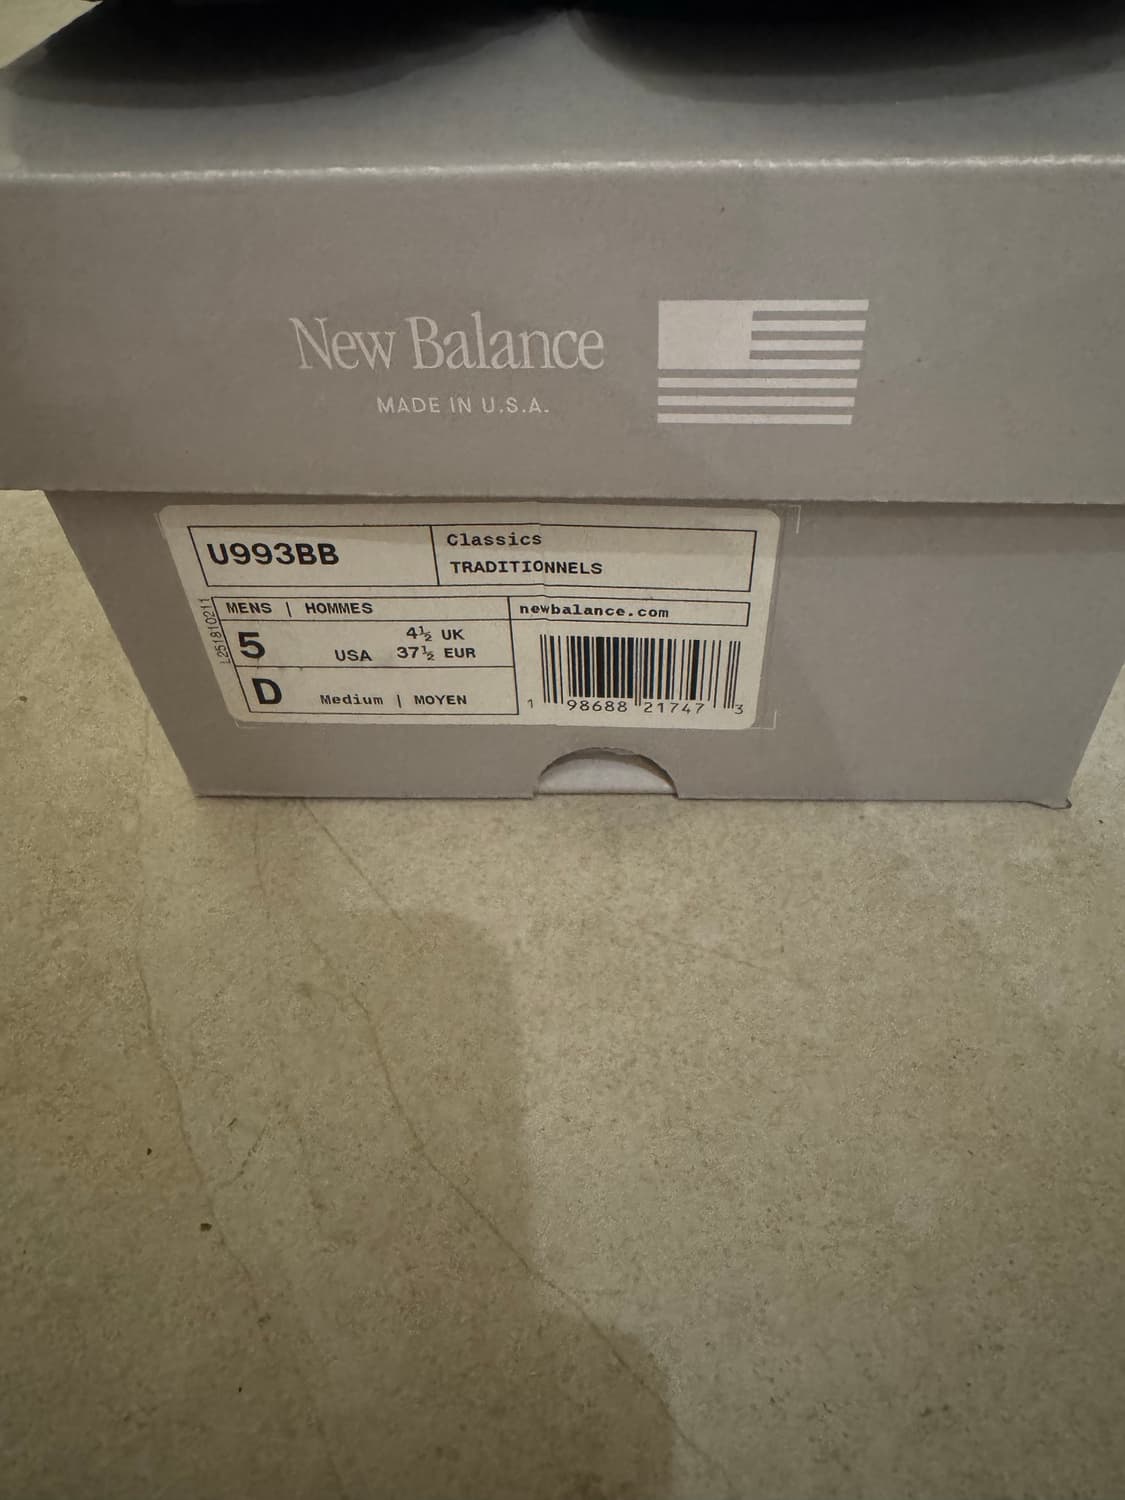 New Balance
MADE IN U.S.A.
U993BB
Classics
TRADITIONNELS
L251810211
MENS | HOMMES
newbalance.com
5 USA 4½ UK
37½ EUR
D Medium | MOYEN
1 98688 21747 3